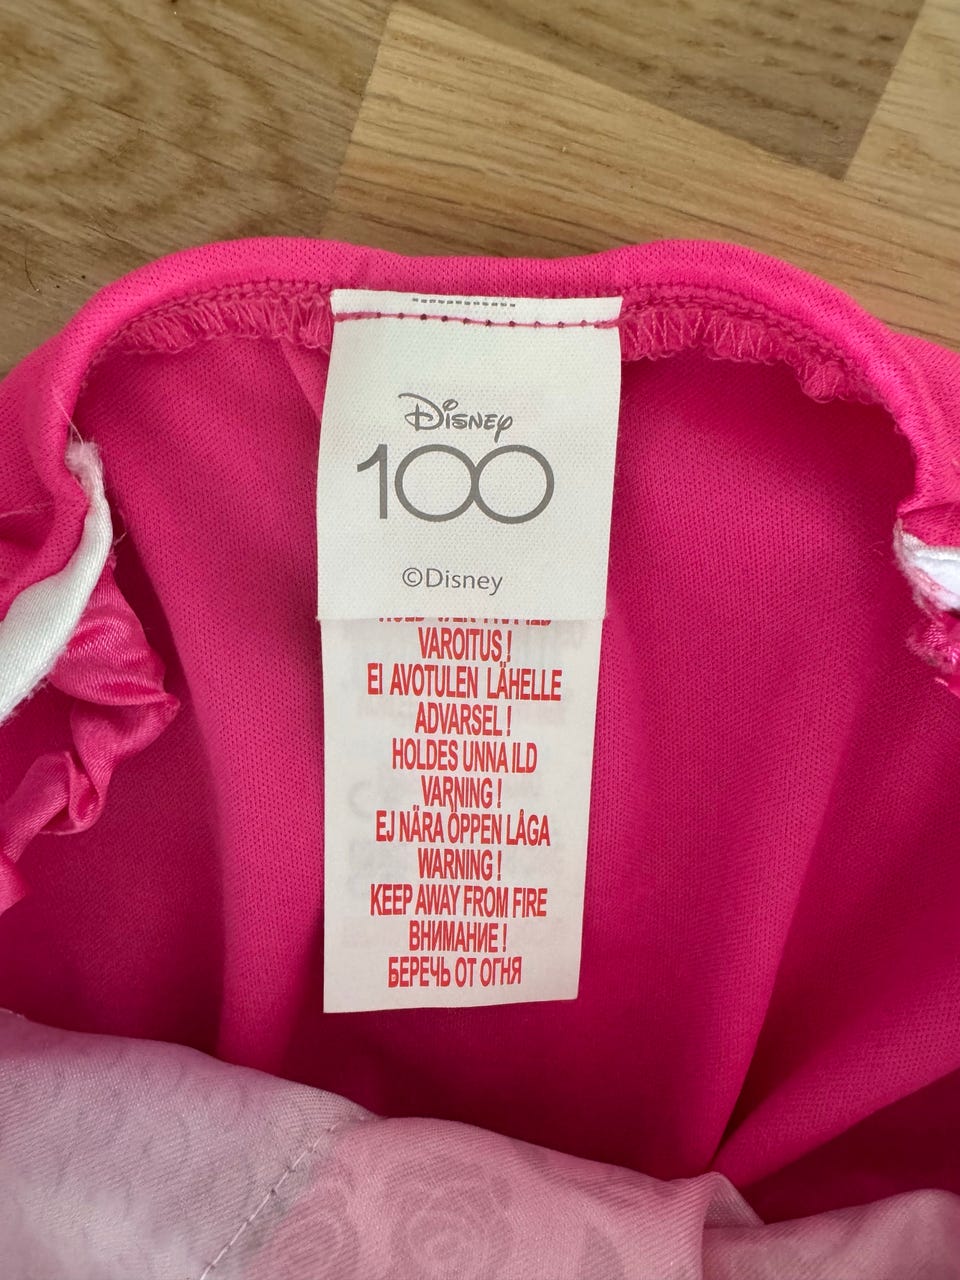 Disney
100
©Disney
VAROITUS !
EI AVOTULEN LÄHELLE
ADVARSEL !
HOLDES UNNA ILD
VARNING !
EJ NÄRA ÖPPEN LÅGA
WARNING !
KEEP AWAY FROM FIRE
ВНИМАНИЕ !
БЕРЕЧЬ ОТ ОГНЯ